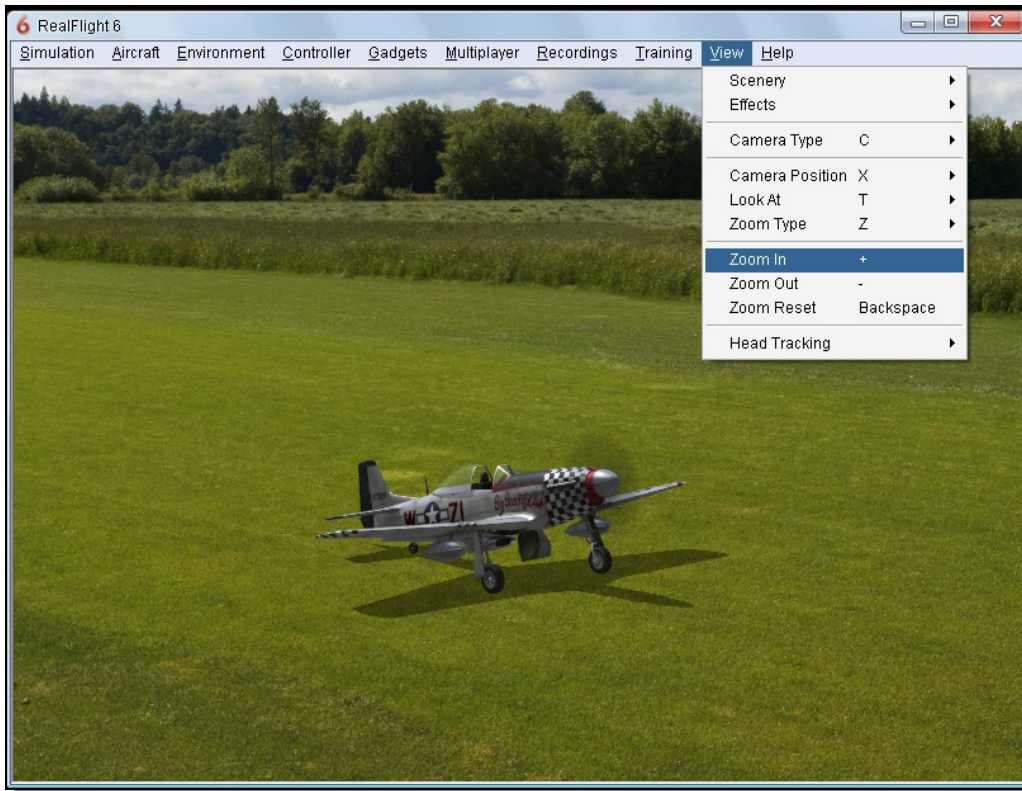 6 RealFlight 6
Simulation Aircraft Environment Controller Gadgets Multiplayer Recordings Training View Help
Scenery
Effects
Camera Type C
Camera Position X
Look At T
Zoom Type Z
Zoom In +
Zoom Out -
Zoom Reset Backspace
Head Tracking
W Z1